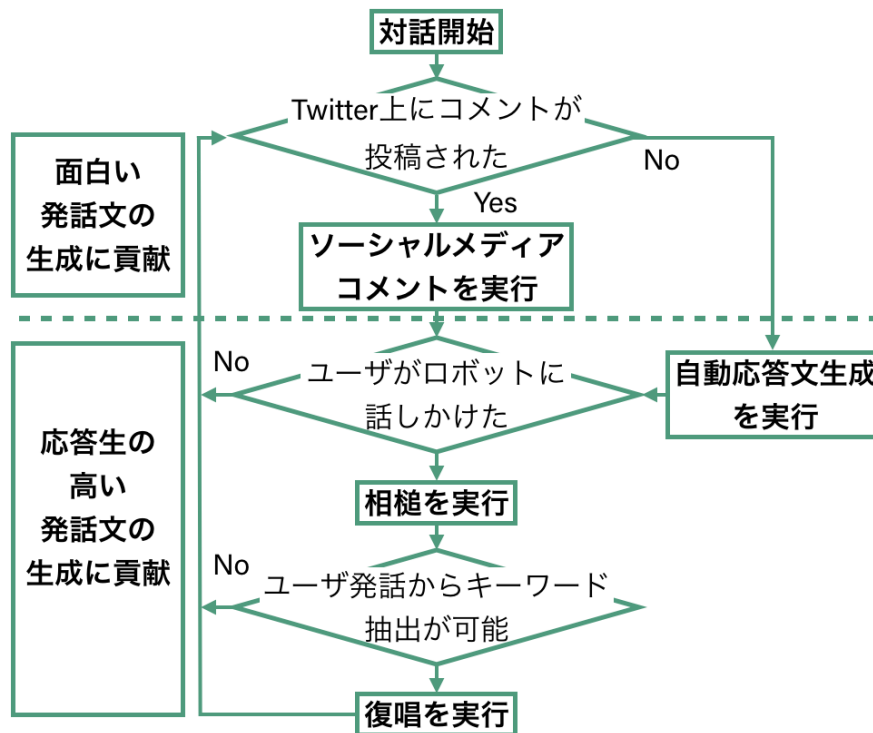 対話開始
Twitter上にコメントが
投稿された
No
Yes
面白い
発話文の
生成に貢献
ソーシャルメディア
コメントを実行
No
ユーザがロボットに
話しかけた
自動応答文生成
を実行
応答生の
高い
発話文の
生成に貢献
相槌を実行
No
ユーザ発話からキーワード
抽出が可能
復唱を実行